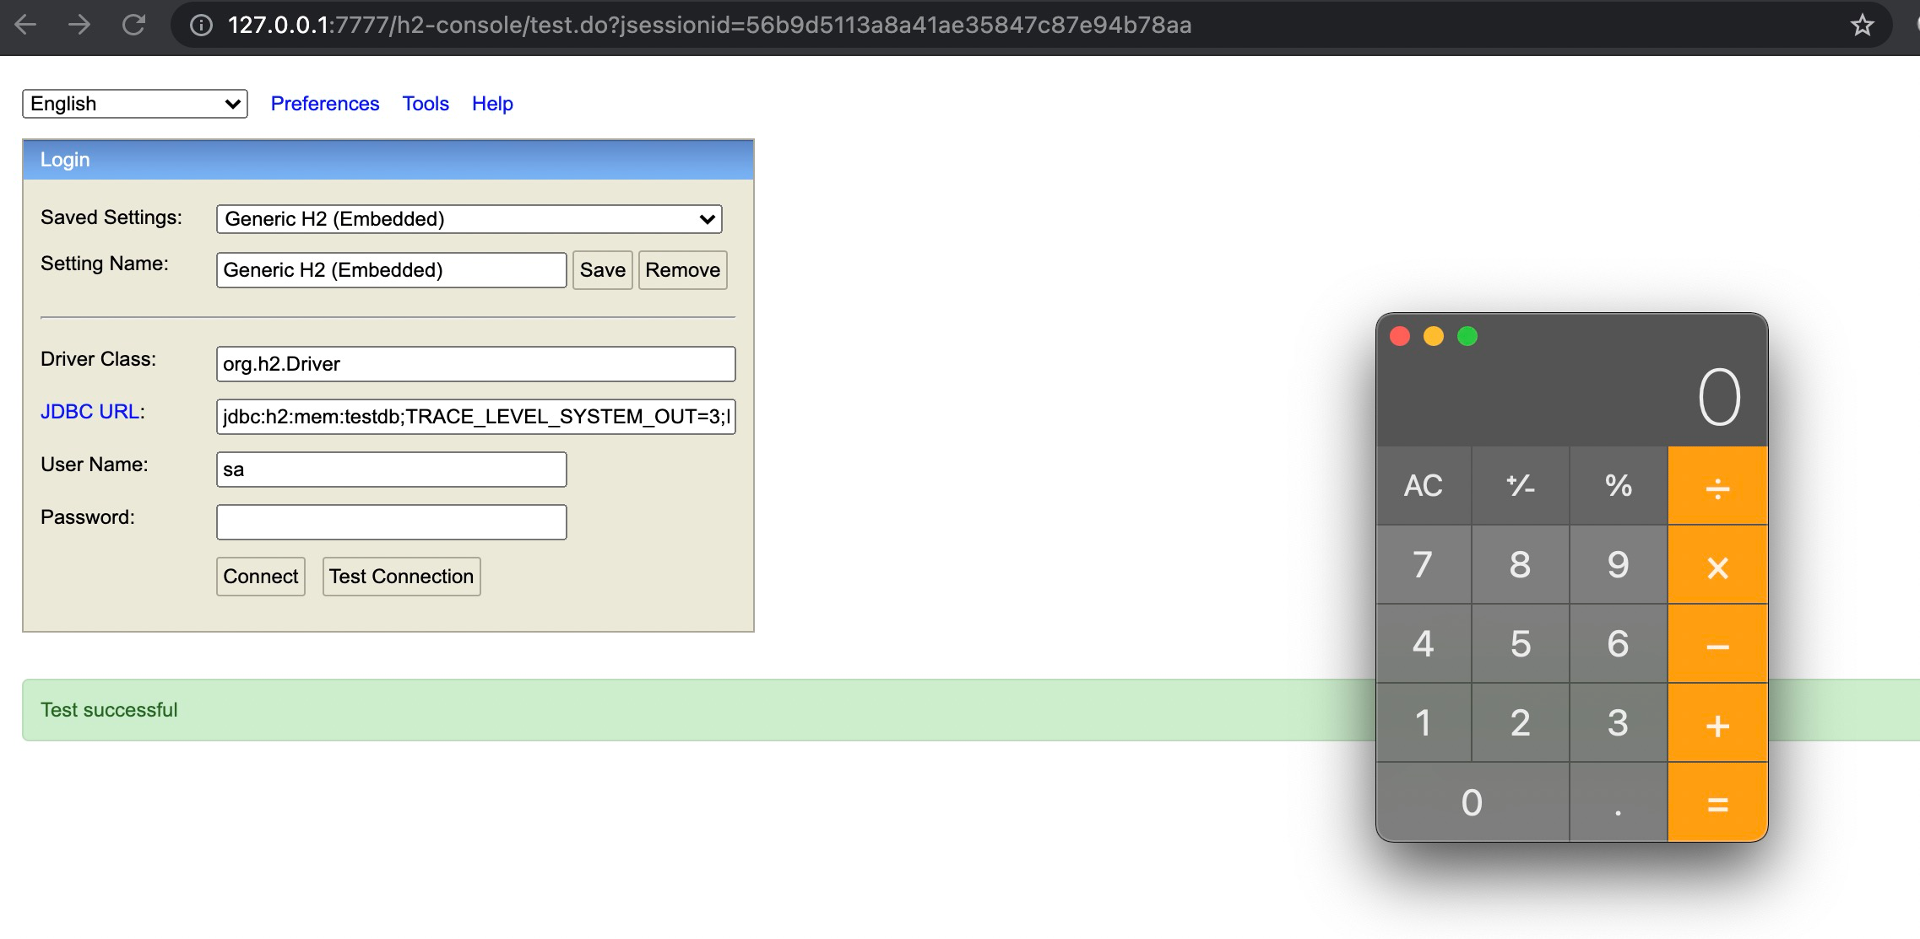 127.0.0.1:7777/h2-console/test.do?jsessionid=56b9d5113a8a41ae35847c87e94b78aa
English Preferences Tools Help
Login
Saved Settings: Generic H2 (Embedded)
Setting Name: Generic H2 (Embedded) Save Remove
Driver Class: org.h2.Driver
JDBC URL: jdbc:h2:mem:testdb;TRACE_LEVEL_SYSTEM_OUT=3;
User Name: sa
Password:
Connect Test Connection
Test successful
0
AC +/- % ÷
7 8 9 ×
4 5 6 −
1 2 3 +
0 . =